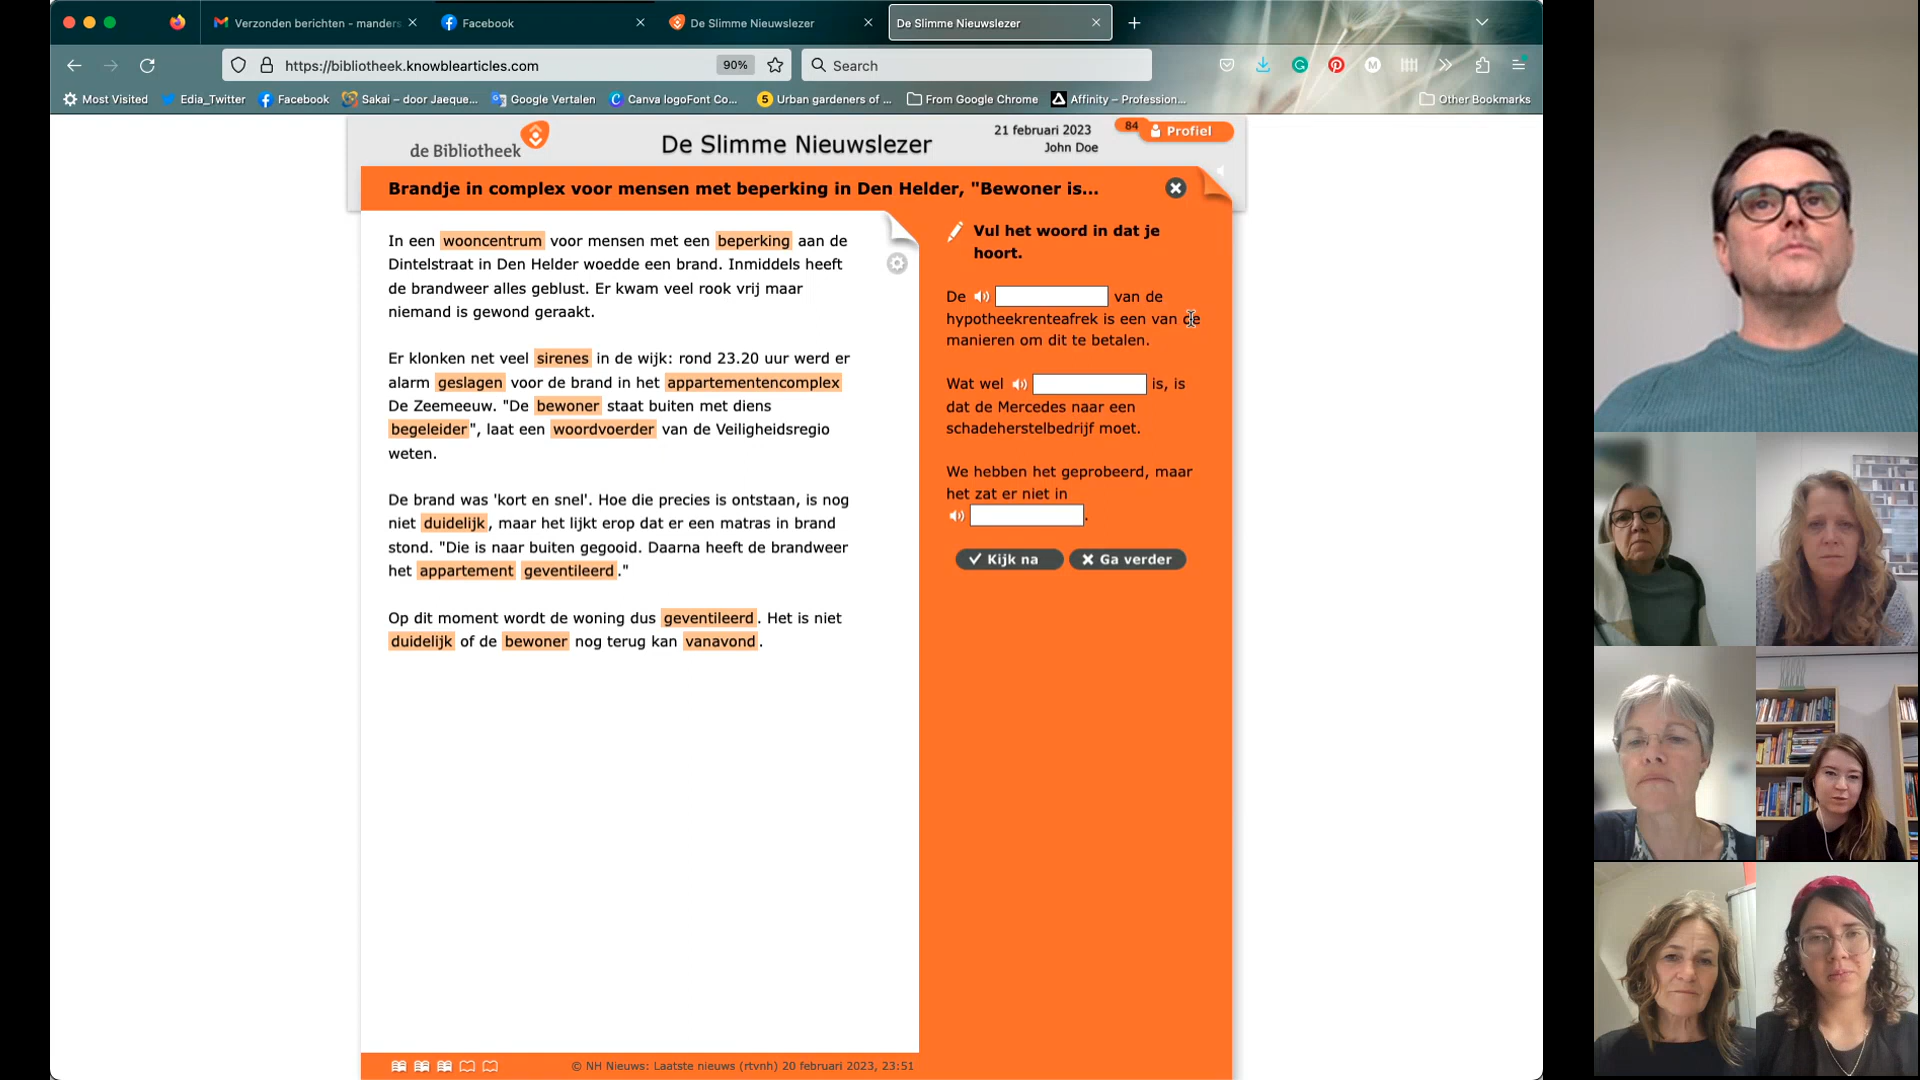 Verzonden berichten - manders
Facebook
De Slimme Nieuwslezer
De Slimme Nieuwslezer
https://bibliotheek.knowblearticles.com
90%
Search
Most Visited
Edia_Twitter
Facebook
Sakai – door Jaeque...
Google Vertalen
Canva logoFont Co...
Urban gardeners of ...
From Google Chrome
Affinity – Profession...
Other Bookmarks
de Bibliotheek
De Slimme Nieuwslezer
21 februari 2023
John Doe
84
Profiel
Brandje in complex voor mensen met beperking in Den Helder, "Bewoner is...
In een wooncentrum voor mensen met een beperking aan de
Dintelstraat in Den Helder woedde een brand. Inmiddels heeft
de brandweer alles geblust. Er kwam veel rook vrij maar
niemand is gewond geraakt.
Er klonken net veel sirenes in de wijk: rond 23.20 uur werd er
alarm geslagen voor de brand in het appartementencomplex
De Zeemeeuw. "De bewoner staat buiten met diens
begeleider", laat een woordvoerder van de Veiligheidsregio
weten.
De brand was 'kort en snel'. Hoe die precies is ontstaan, is nog
niet duidelijk, maar het lijkt erop dat er een matras in brand
stond. "Die is naar buiten gegooid. Daarna heeft de brandweer
het appartement geventileerd."
Op dit moment wordt de woning dus geventileerd. Het is niet
duidelijk of de bewoner nog terug kan vanavond.
Vul het woord in dat je
hoort.
De van de
hypotheekrenteafrek is een van de
manieren om dit te betalen.
Wat wel is, is
dat de Mercedes naar een
schadeherstelbedrijf moet.
We hebben het geprobeerd, maar
het zat er niet in
.
Kijk na
Ga verder
© NH Nieuws: Laatste nieuws (rtvnh) 20 februari 2023, 23:51